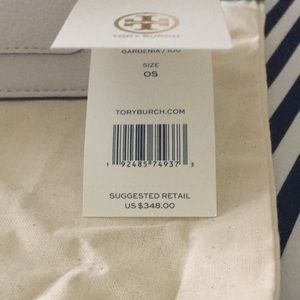 TORY BURCH
GARDENIA / 100
SIZE
OS
TORYBURCH.COM
1 92485 74937 3
SUGGESTED RETAIL
US $348.00